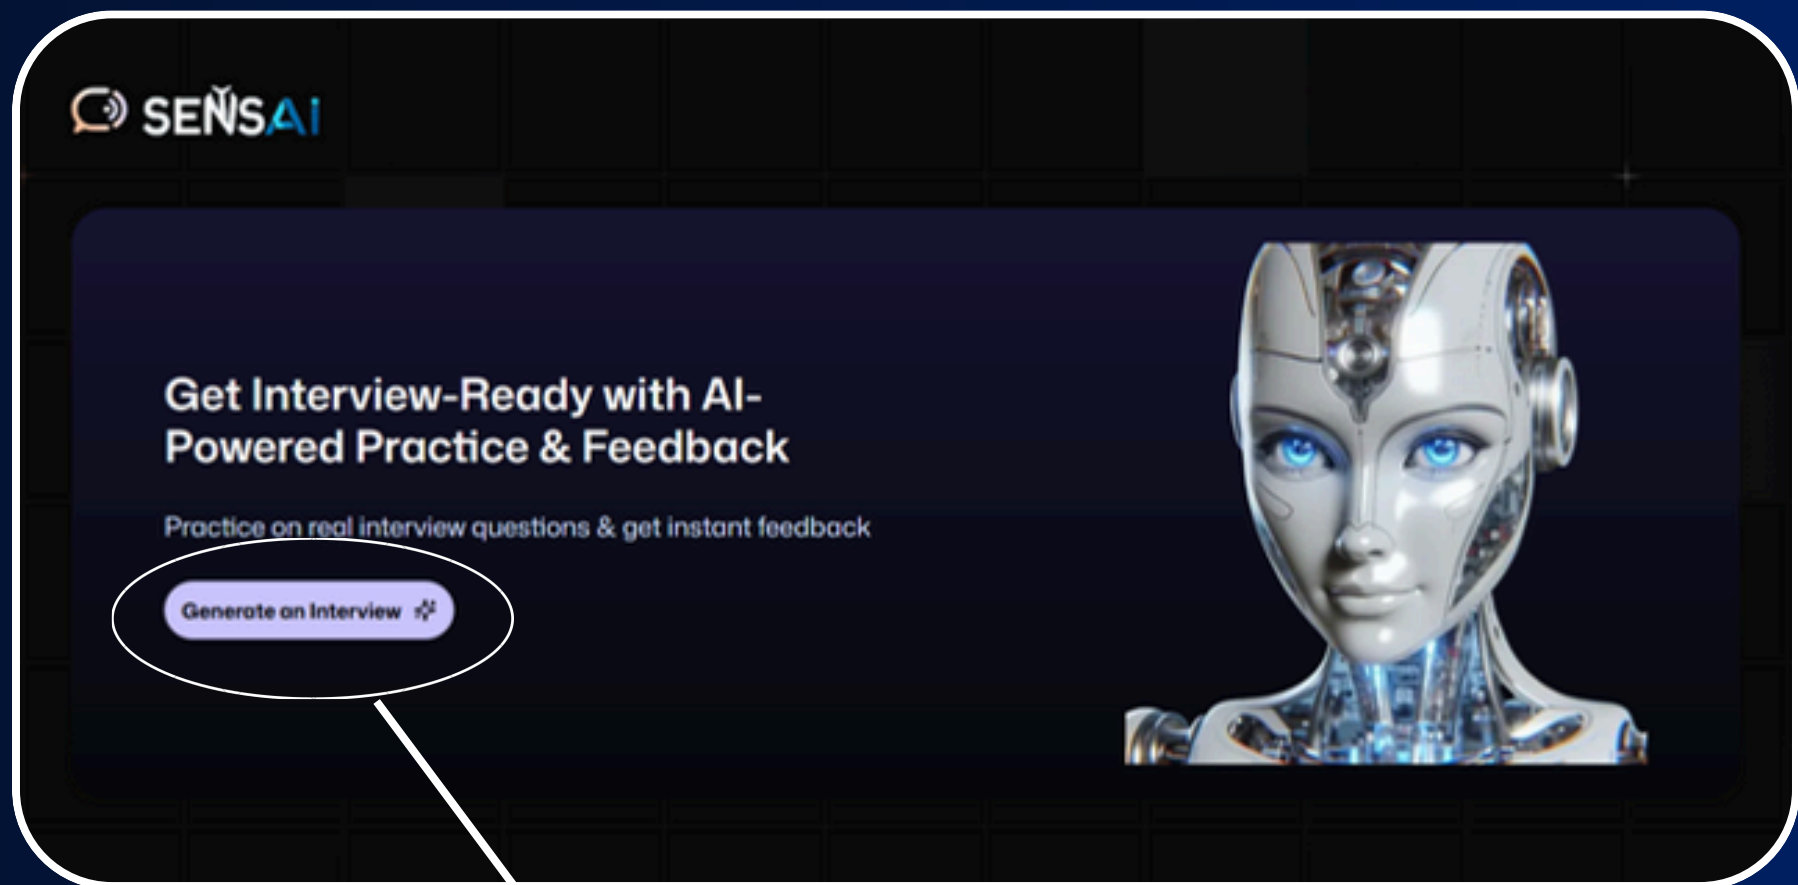 SENSAi
Get Interview-Ready with AI-
Powered Practice & Feedback
Practice on real interview questions & get instant feedback
Generate an Interview